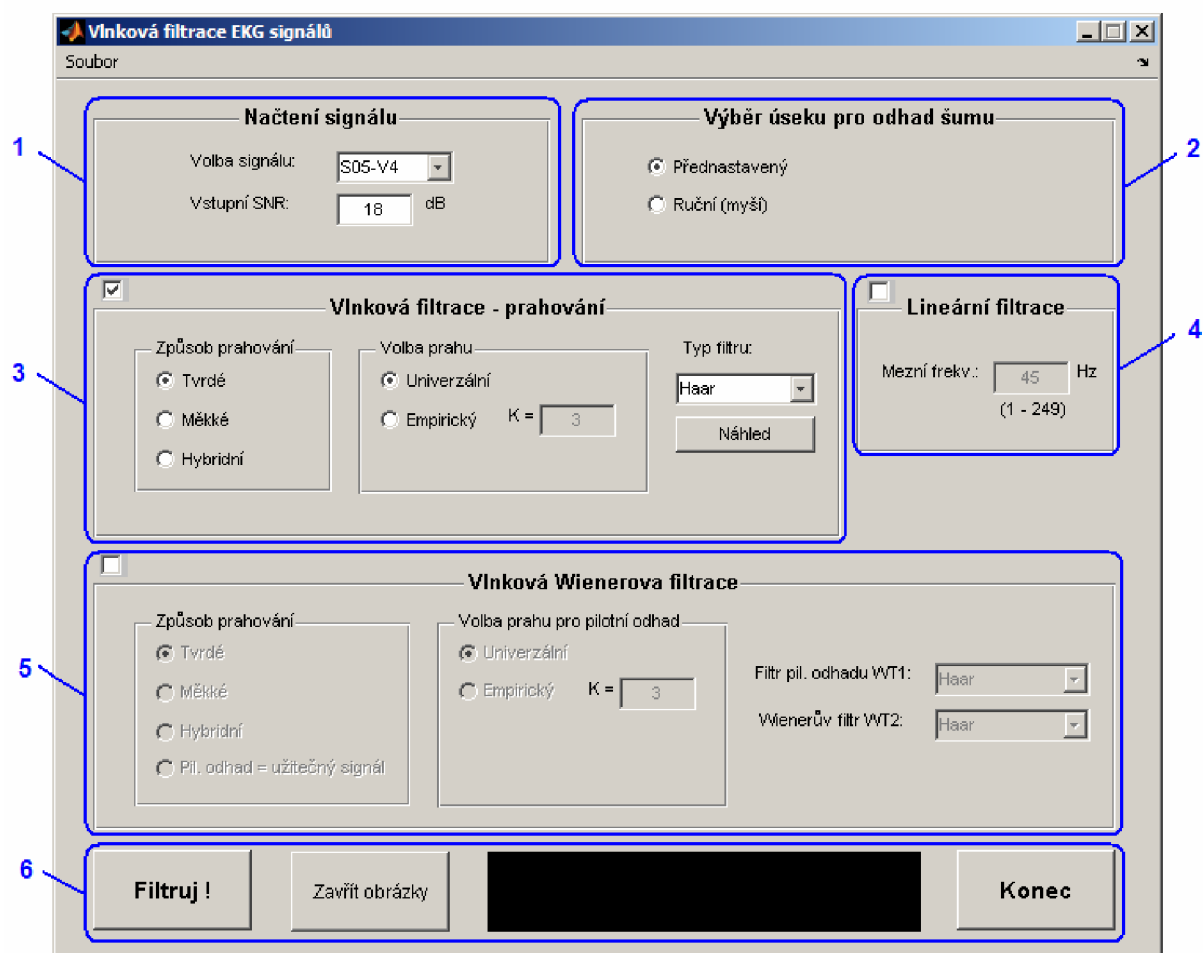 Vlnková filtrace EKG signálů
Soubor
1
Načtení signálu
Volba signálu: S05-V4
Vstupní SNR: 18 dB
2
Výběr úseku pro odhad šumu
Přednastavený
Ruční (myší)
3
Vlnková filtrace - prahování
Způsob prahování
Tvrdé
Měkké
Hybridní
Volba prahu
Univerzální
Empirický K = 3
Typ filtru:
Haar
Náhled
4
Lineární filtrace
Mezní frekv.: 45 Hz
(1 - 249)
5
Vlnková Wienerova filtrace
Způsob prahování
Tvrdé
Měkké
Hybridní
Pil. odhad = užitečný signál
Volba prahu pro pilotní odhad
Univerzální
Empirický K = 3
Filtr pil. odhadu WT1: Haar
Wienerův filtr WT2: Haar
6
Filtruj !
Zavřít obrázky
Konec